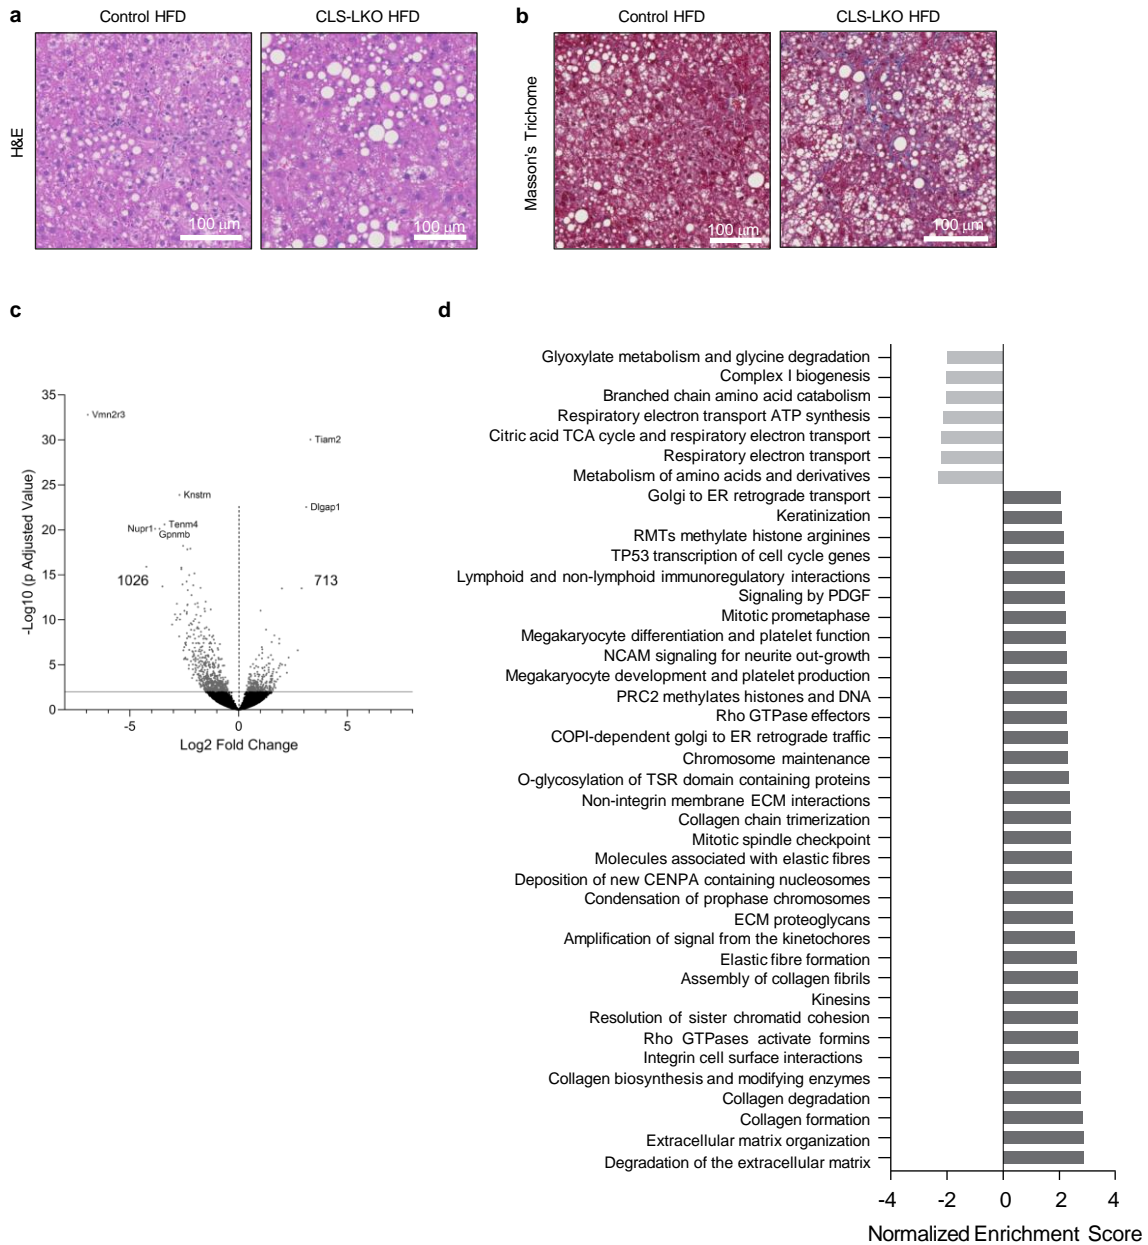 a
Control HFD
CLS-LKO HFD
H&E
100 μm
100 μm
b
Control HFD
CLS-LKO HFD
Masson's Trichome
100 μm
100 μm
c
-Log10 (p Adjusted Value)
35
30
25
20
15
10
5
0
Vmn2r3
Tiam2
Knstrn
Dlgap1
Tenm4
Nupr1
Gpnmb
1026
713
-5
0
5
Log2 Fold Change
d
Glyoxylate metabolism and glycine degradation
Complex I biogenesis
Branched chain amino acid catabolism
Respiratory electron transport ATP synthesis
Citric acid TCA cycle and respiratory electron transport
Respiratory electron transport
Metabolism of amino acids and derivatives
Golgi to ER retrograde transport
Keratinization
RMTs methylate histone arginines
TP53 transcription of cell cycle genes
Lymphoid and non-lymphoid immunoregulatory interactions
Signaling by PDGF
Mitotic prometaphase
Megakaryocyte differentiation and platelet function
NCAM signaling for neurite out-growth
Megakaryocyte development and platelet production
PRC2 methylates histones and DNA
Rho GTPase effectors
COPI-dependent golgi to ER retrograde traffic
Chromosome maintenance
O-glycosylation of TSR domain containing proteins
Non-integrin membrane ECM interactions
Collagen chain trimerization
Mitotic spindle checkpoint
Molecules associated with elastic fibres
Deposition of new CENPA containing nucleosomes
Condensation of prophase chromosomes
ECM proteoglycans
Amplification of signal from the kinetochores
Elastic fibre formation
Assembly of collagen fibrils
Kinesins
Resolution of sister chromatid cohesion
Rho GTPases activate formins
Integrin cell surface interactions
Collagen biosynthesis and modifying enzymes
Collagen degradation
Collagen formation
Extracellular matrix organization
Degradation of the extracellular matrix
-4
-2
0
2
4
Normalized Enrichment Score